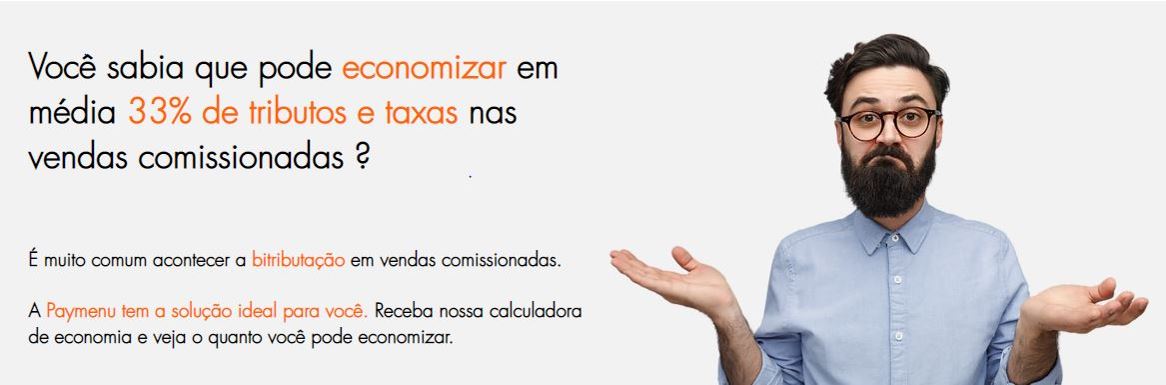 Você sabia que pode economizar em
média 33% de tributos e taxas nas
vendas comissionadas ?
É muito comum acontecer a bitributação em vendas comissionadas.
A Paymenu tem a solução ideal para você. Receba nossa calculadora
de economia e veja o quanto você pode economizar.